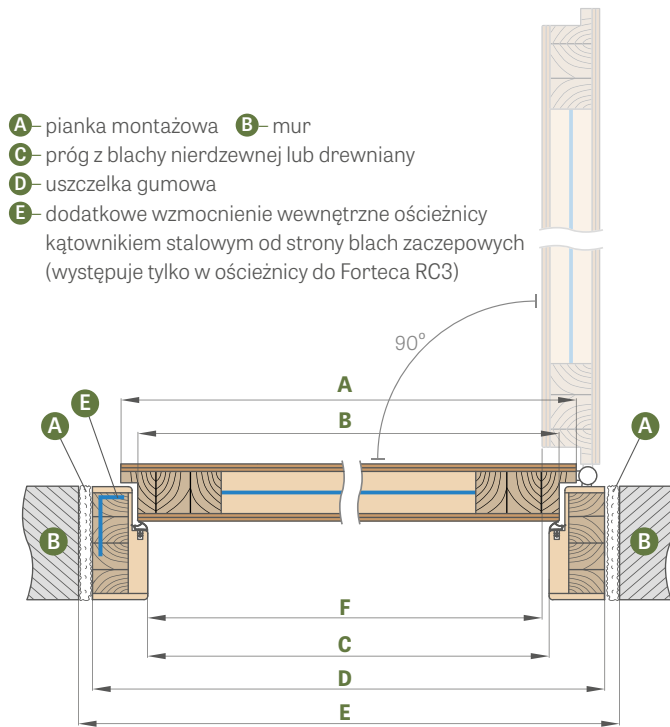 A – pianka montażowa B – mur
C – próg z blachy nierdzewnej lub drewniany
D – uszczelka gumowa
E – dodatkowe wzmocnienie wewnętrzne ościeżnicy
kątownikiem stalowym od strony blach zaczepowych
(występuje tylko w ościeżnicy do Forteca RC3)
90°
A
B
E
A
A
B
B
F
C
D
E